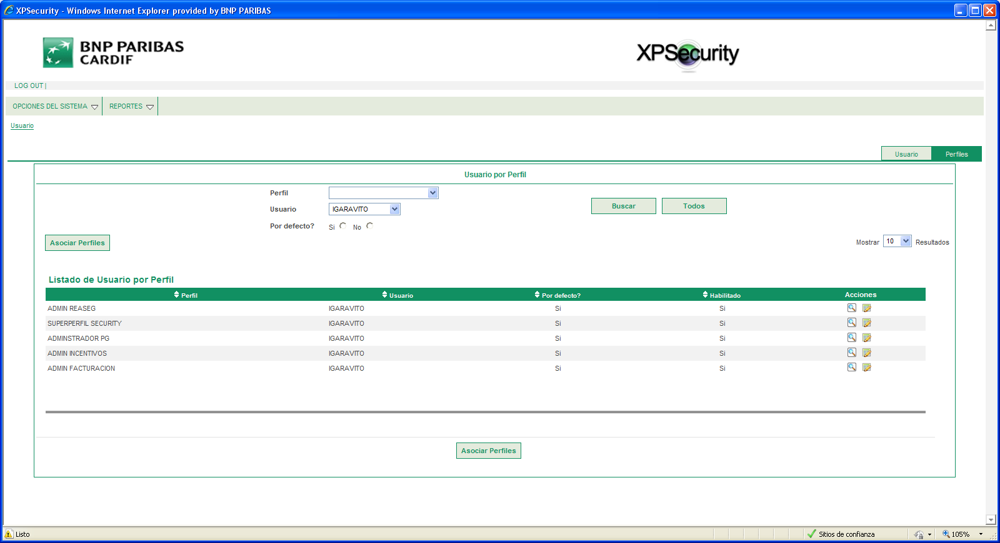 XPSecurity - Windows Internet Explorer provided by BNP PARIBAS
BNP PARIBAS
CARDIF
XPSecurity
LOG OUT |
OPCIONES DEL SISTEMA REPORTES
Usuario
Usuario Perfiles
Usuario por Perfil
Perfil
Usuario IGARAVITO
Buscar Todos
Por defecto? Si No
Asociar Perfiles
Mostrar 10 Resultados
Listado de Usuario por Perfil
Perfil Usuario Por defecto? Habilitado Acciones
ADMIN REASEG IGARAVITO Si Si
SUPERPERFIL SECURITY IGARAVITO Si Si
ADMINSTRADOR PG IGARAVITO Si Si
ADMIN INCENTIVOS IGARAVITO Si Si
ADMIN FACTURACION IGARAVITO Si Si
Asociar Perfiles
Listo Sitios de confianza 105%